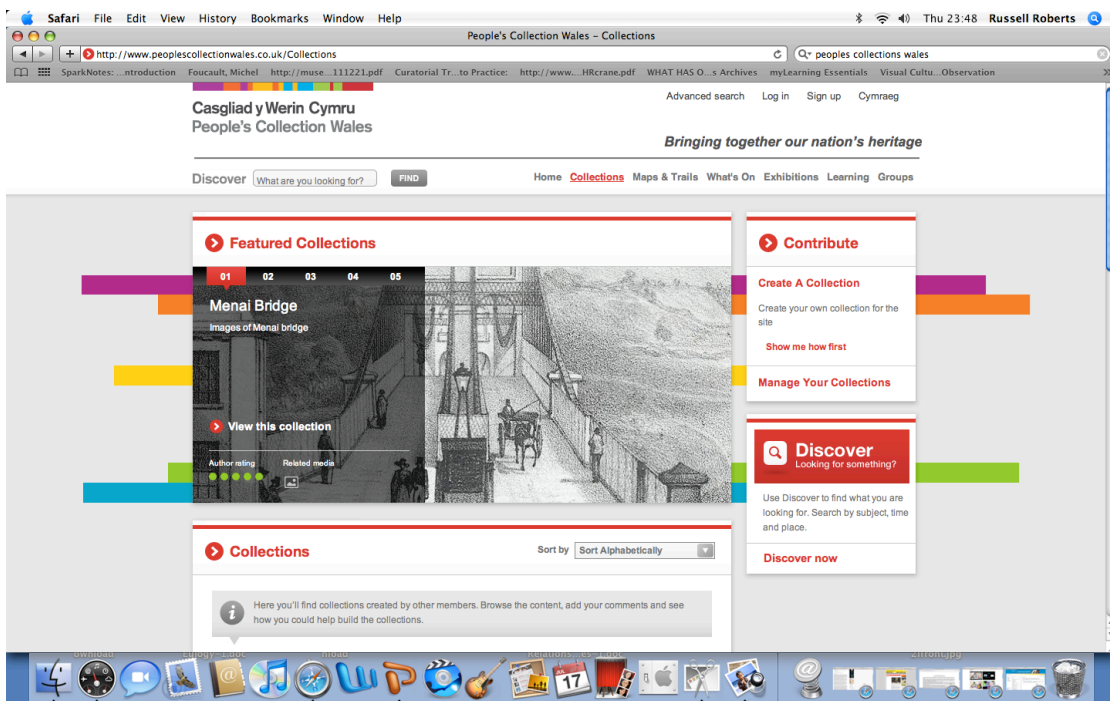 Safari File Edit View History Bookmarks Window Help Thu 23:48 Russell Roberts
People's Collection Wales – Collections
http://www.peoplescollectionwales.co.uk/Collections peoples collections wales
SparkNotes: ...ntroduction Foucault, Michel http://muse....111221.pdf Curatorial Tr...to Practice: http://www....HRcrane.pdf WHAT HAS O...s Archives myLearning Essentials Visual Cultu...Observation
Advanced search Log in Sign up Cymraeg
Casgliad y Werin Cymru
People's Collection Wales
Bringing together our nation's heritage
Discover What are you looking for? FIND Home Collections Maps & Trails What's On Exhibitions Learning Groups
Featured Collections
01 02 03 04 05
Menai Bridge
Images of Menai bridge
View this collection
Author rating Related media
Contribute
Create A Collection
Create your own collection for the
site
Show me how first
Manage Your Collections
Discover
Looking for something?
Use Discover to find what you are
looking for. Search by subject, time
and place.
Discover now
Collections Sort by Sort Alphabetically
Here you'll find collections created by other members. Browse the content, add your comments and see
how you could help build the collections.
17